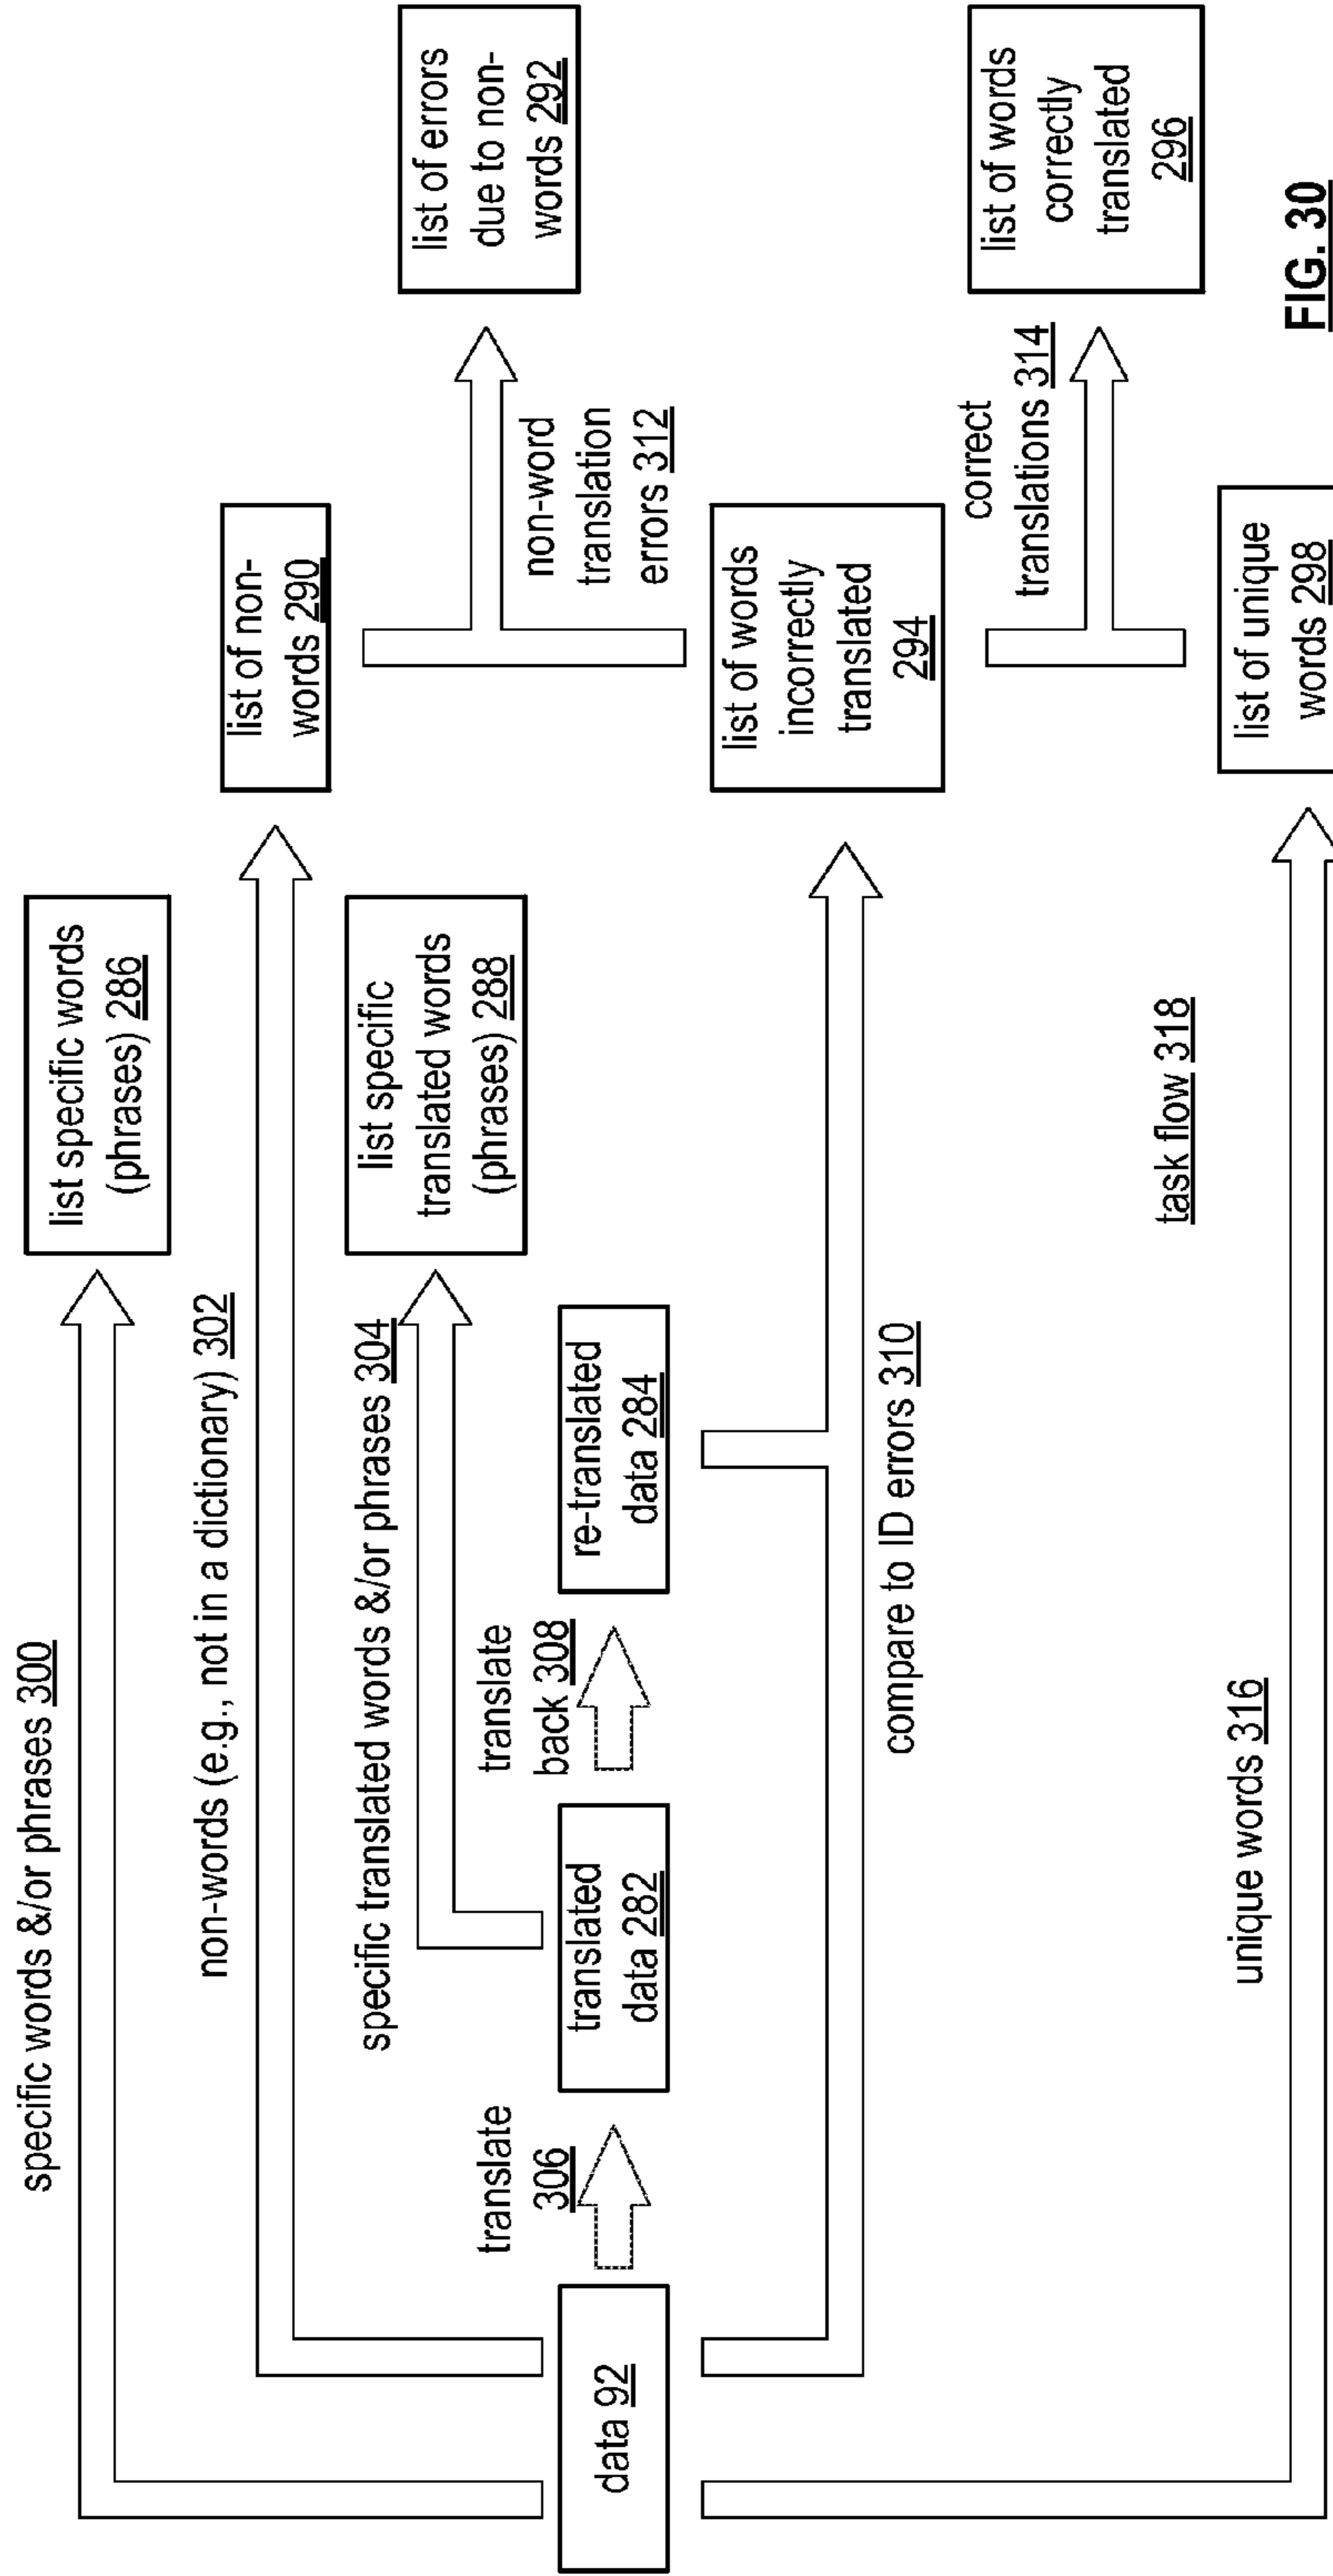 specific words &/or phrases 300
list specific words
(phrases) 286
non-words (e.g., not in a dictionary) 302
list of non-
words 290
specific translated words &/or phrases 304
list specific
translated words
(phrases) 288
list of errors
due to non-
words 292
translate
306
translate
back 308
non-word
translation
errors 312
data 92
translated
data 282
re-translated
data 284
list of words
incorrectly
translated
294
compare to ID errors 310
correct
translations 314
list of words
correctly
translated
296
task flow 318
unique words 316
list of unique
words 298
FIG. 30